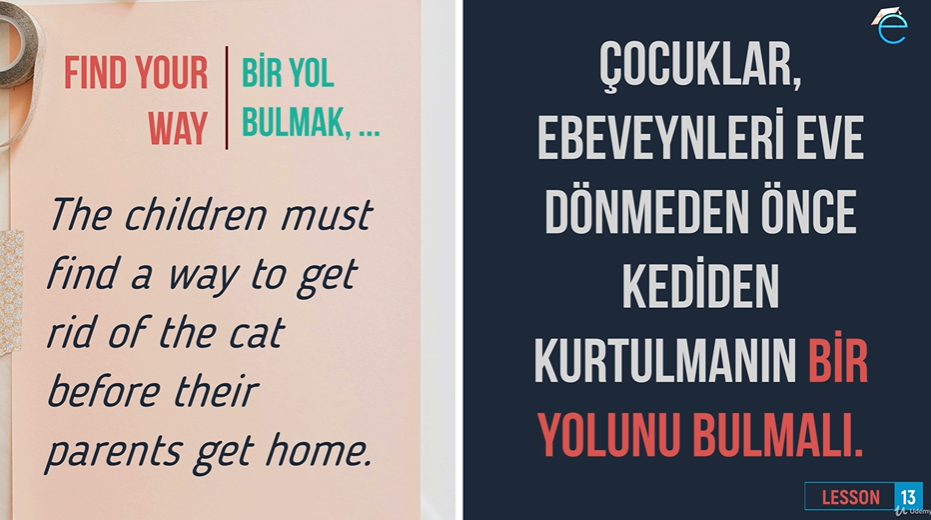 FIND YOUR
WAY
BİR YOL
BULMAK, ...
The children must
find a way to get
rid of the cat
before their
parents get home.
ÇOCUKLAR,
EBEVEYNLERİ EVE
DÖNMEDEN ÖNCE
KEDİDEN
KURTULMANIN BİR
YOLUNU BULMALI.
LESSON 13
Udemy